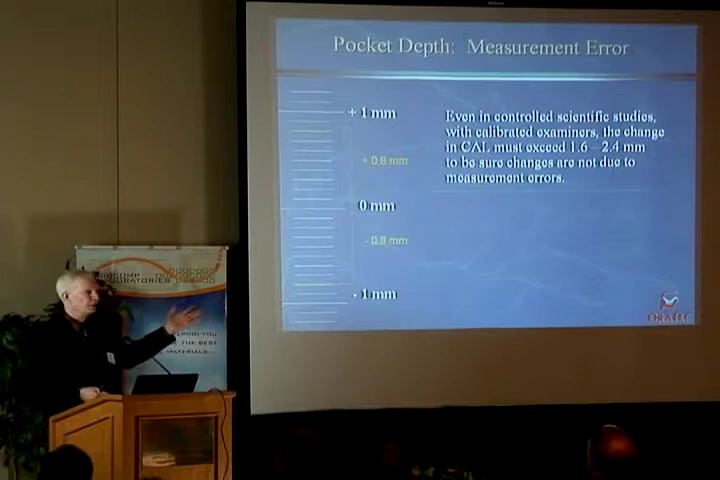 Pocket Depth: Measurement Error
+ 1 mm
+ 0.8 mm
0 mm
- 0.8 mm
- 1 mm
Even in controlled scientific studies,
with calibrated examiners, the change
in CAL must exceed 1.6 – 2.4 mm
to be sure changes are not due to
measurement errors.
ORATEC
BIOCOMP
LABORATORIES
HELPING YOU
THE BEST
MATERIALS...